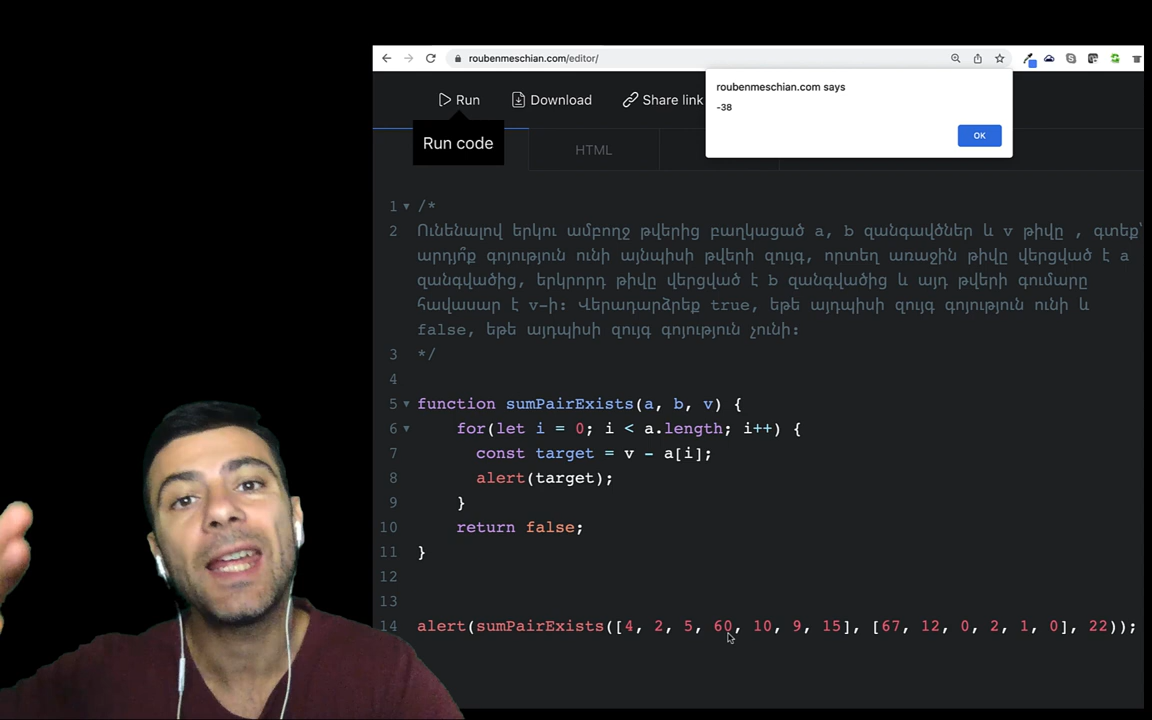 roubenmeschian.com/editor/
roubenmeschian.com says
-38
OK
Run
Download
Share link
Run code
HTML
1 /*
2 Ունենալով երկու ամբողջ թվերից բաղկացած a, b զանգավծներ և v թիվը , գտեք՝
արդյո՞ք գոյություն ունի այնպիսի թվերի զույգ, որտեղ առաջին թիվը վերցված է a
զանգվածից, երկրորդ թիվը վերցված է b զանգվածից և այդ թվերի գումարը
հավասար է v-ի: Վերադարձրեք true, եթե այդպիսի զույգ գոյություն ունի և
false, եթե այդպիսի զույգ գոյություն չունի:
3 */
4
5 function sumPairExists(a, b, v) {
6 for(let i = 0; i < a.length; i++) {
7 const target = v - a[i];
8 alert(target);
9 }
10 return false;
11 }
12
13
14 alert(sumPairExists([4, 2, 5, 60, 10, 9, 15], [67, 12, 0, 2, 1, 0], 22));